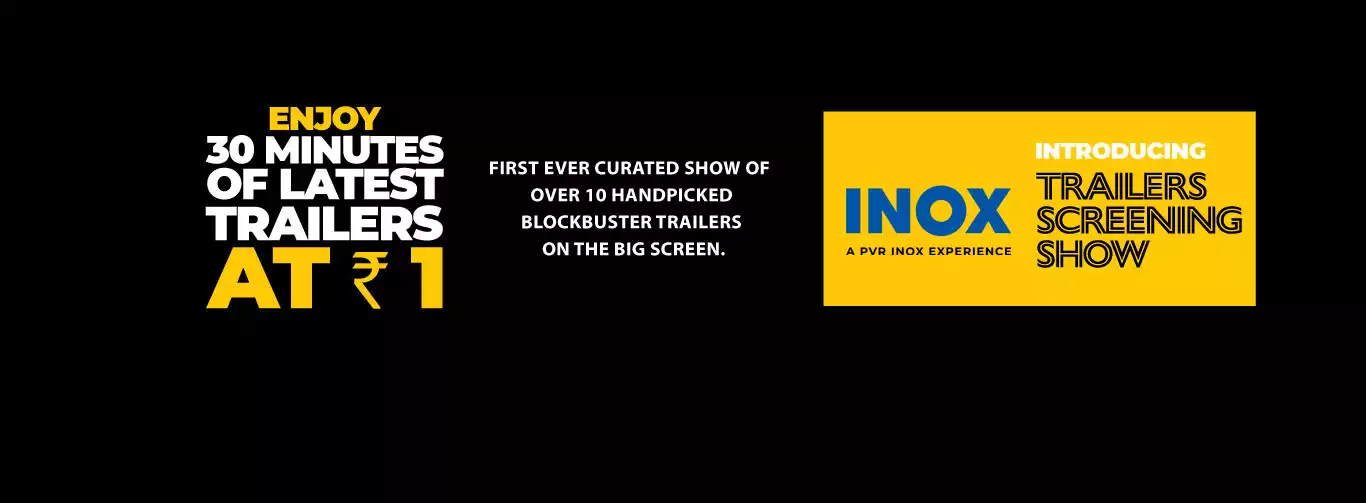 ENJOY
30 MINUTES
OF LATEST
TRAILERS
AT ₹ 1
FIRST EVER CURATED SHOW OF
OVER 10 HANDPICKED
BLOCKBUSTER TRAILERS
ON THE BIG SCREEN.
INOX
A PVR INOX EXPERIENCE
INTRODUCING
TRAILERS
SCREENING
SHOW